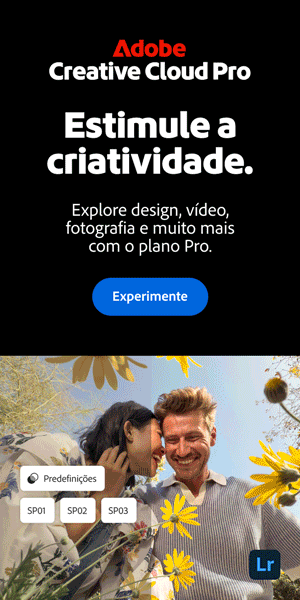 Adobe
Creative Cloud Pro
Estimule a
criatividade.
Explore design, vídeo,
fotografia e muito mais
com o plano Pro.
Experimente
Predefinições
SP01 SP02 SP03
Lr